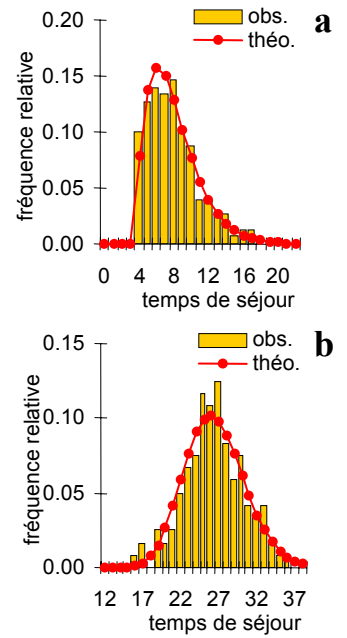 a
obs.
théo.
fréquence relative
0.20
0.15
0.10
0.05
0.00
0 4 8 12 16 20
temps de séjour
b
obs.
théo.
fréquence relative
0.15
0.10
0.05
0.00
12 17 22 27 32 37
temps de séjour